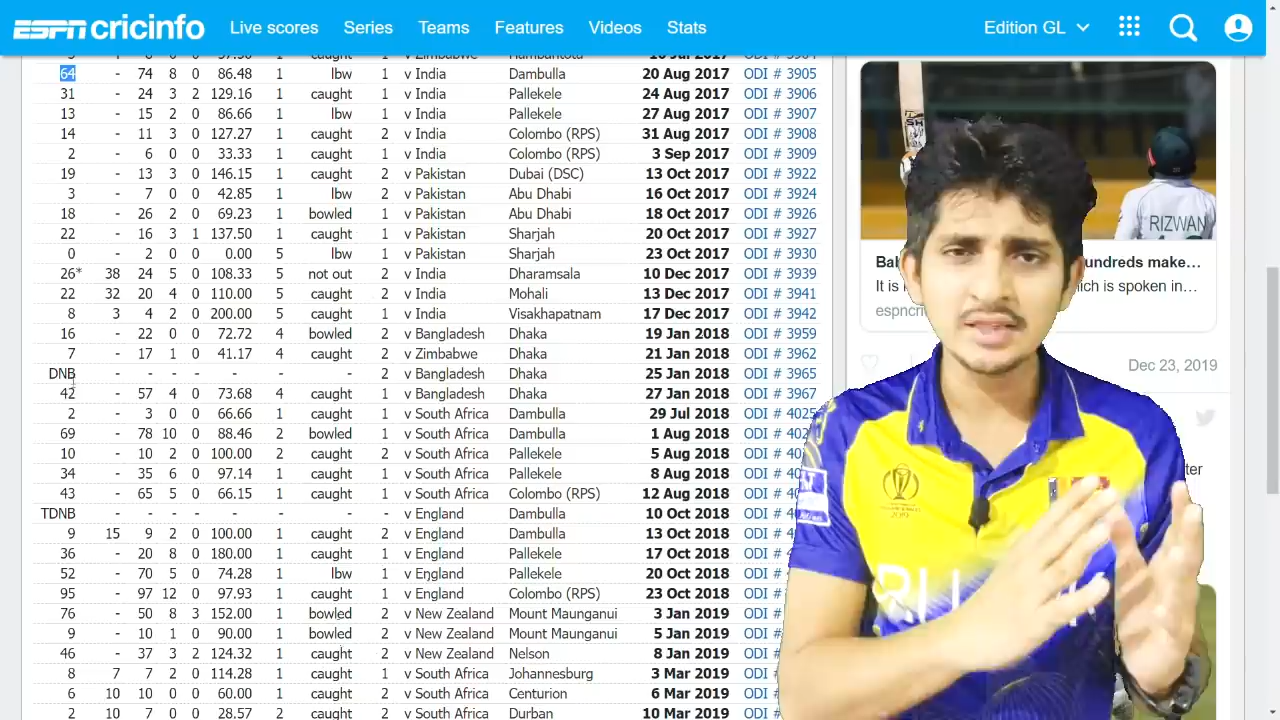 ESPN cricinfo Live scores Series Teams Features Videos Stats Edition GL
64 - 74 8 0 86.48 1 lbw 1 v India Dambulla 20 Aug 2017 ODI # 3905
31 - 24 3 2 129.16 1 caught 1 v India Pallekele 24 Aug 2017 ODI # 3906
13 - 15 2 0 86.66 1 lbw 1 v India Pallekele 27 Aug 2017 ODI # 3907
14 - 11 3 0 127.27 1 caught 2 v India Colombo (RPS) 31 Aug 2017 ODI # 3908
2 - 6 0 0 33.33 1 caught 1 v India Colombo (RPS) 3 Sep 2017 ODI # 3909
19 - 13 3 0 146.15 1 caught 2 v Pakistan Dubai (DSC) 13 Oct 2017 ODI # 3922
3 - 7 0 0 42.85 1 lbw 2 v Pakistan Abu Dhabi 16 Oct 2017 ODI # 3924
18 - 26 2 0 69.23 1 bowled 1 v Pakistan Abu Dhabi 18 Oct 2017 ODI # 3926
22 - 16 3 1 137.50 1 caught 1 v Pakistan Sharjah 20 Oct 2017 ODI # 3927
0 - 2 0 0 0.00 5 lbw 1 v Pakistan Sharjah 23 Oct 2017 ODI # 3930
26* 38 24 5 0 108.33 5 not out 2 v India Dharamsala 10 Dec 2017 ODI # 3939
22 32 20 4 0 110.00 5 caught 2 v India Mohali 13 Dec 2017 ODI # 3941
8 3 4 2 0 200.00 5 caught 1 v India Visakhapatnam 17 Dec 2017 ODI # 3942
16 - 22 0 0 72.72 4 bowled 2 v Bangladesh Dhaka 19 Jan 2018 ODI # 3959
7 - 17 1 0 41.17 4 caught 2 v Zimbabwe Dhaka 21 Jan 2018 ODI # 3962
DNB - - - - - - - 2 v Bangladesh Dhaka 25 Jan 2018 ODI # 3965
42 - 57 4 0 73.68 4 caught 1 v Bangladesh Dhaka 27 Jan 2018 ODI # 3967
2 - 3 0 0 66.66 1 caught 1 v South Africa Dambulla 29 Jul 2018 ODI # 4025
69 - 78 10 0 88.46 2 bowled 1 v South Africa Dambulla 1 Aug 2018 ODI #
10 - 10 2 0 100.00 2 caught 2 v South Africa Pallekele 5 Aug 2018 ODI #
34 - 35 6 0 97.14 1 caught 1 v South Africa Pallekele 8 Aug 2018 ODI #
43 - 65 5 0 66.15 1 caught 1 v South Africa Colombo (RPS) 12 Aug 2018 ODI #
TDNB - - - - - - - - v England Dambulla 10 Oct 2018 ODI #
9 15 9 2 0 100.00 1 caught 2 v England Dambulla 13 Oct 2018 ODI #
36 - 20 8 0 180.00 1 caught 1 v England Pallekele 17 Oct 2018 ODI #
52 - 70 5 0 74.28 1 lbw 1 v England Pallekele 20 Oct 2018 ODI #
95 - 97 12 0 97.93 1 caught 1 v England Colombo (RPS) 23 Oct 2018 ODI #
76 - 50 8 3 152.00 1 bowled 2 v New Zealand Mount Maunganui 3 Jan 2019 ODI #
9 - 10 1 0 90.00 1 bowled 2 v New Zealand Mount Maunganui 5 Jan 2019 ODI #
46 - 37 3 2 124.32 1 caught 2 v New Zealand Nelson 8 Jan 2019 ODI #
8 7 7 2 0 114.28 1 caught 1 v South Africa Johannesburg 3 Mar 2019 ODI #
6 10 10 0 0 60.00 1 caught 2 v South Africa Centurion 6 Mar 2019 ODI #
2 10 7 0 0 28.57 2 caught 2 v South Africa Durban 10 Mar 2019 ODI #
RIZWAN
make...
It is
which is spoken in...
Dec 23, 2019